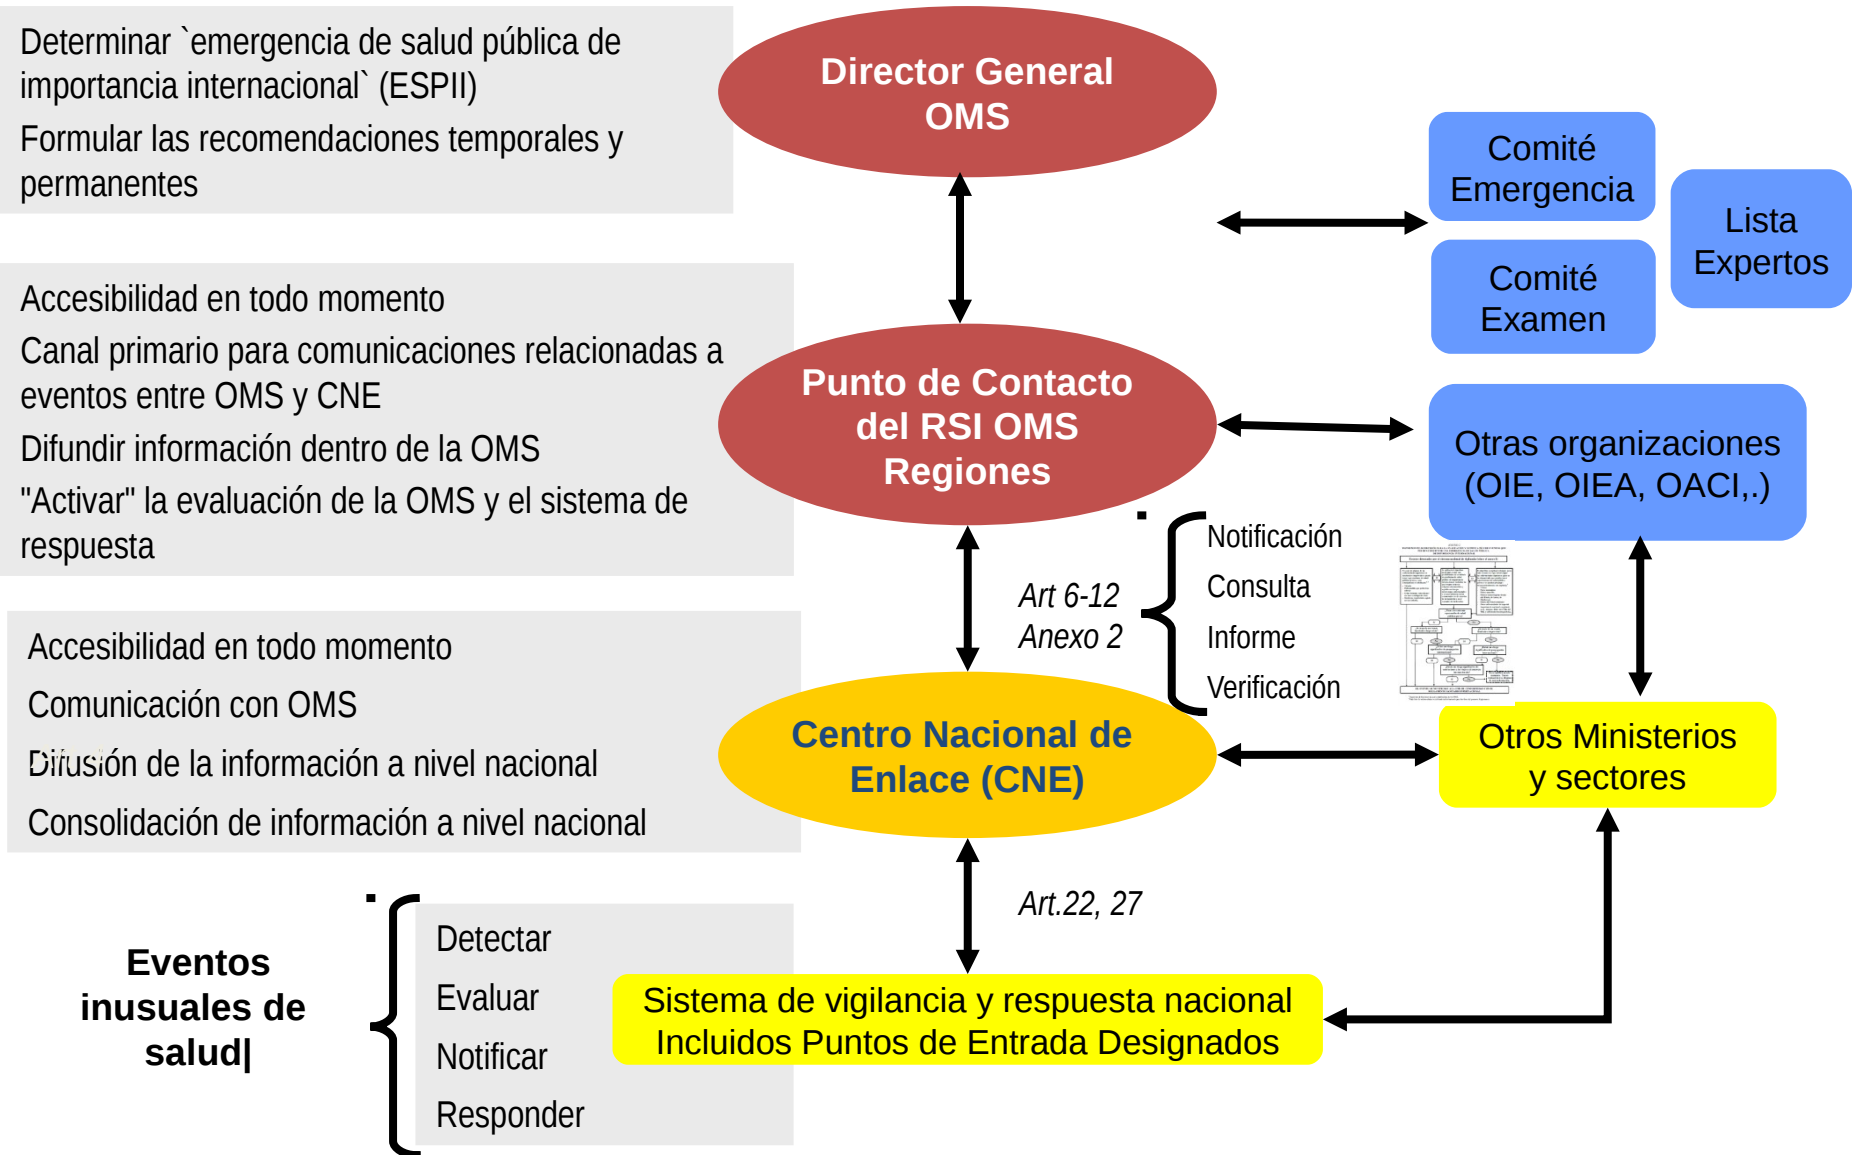 Determinar `emergencia de salud pública de
importancia internacional` (ESPII)
Formular las recomendaciones temporales y
permanentes
Director General
OMS
Comité
Emergencia
Lista
Expertos
Comité
Examen
Accesibilidad en todo momento
Canal primario para comunicaciones relacionadas a
eventos entre OMS y CNE
Difundir información dentro de la OMS
"Activar" la evaluación de la OMS y el sistema de
respuesta
Punto de Contacto
del RSI OMS
Regiones
Otras organizaciones
(OIE, OIEA, OACI,.)
Art 6-12
Anexo 2
Notificación
Consulta
Informe
Verificación
Accesibilidad en todo momento
Comunicación con OMS
Difusión de la información a nivel nacional
Consolidación de información a nivel nacional
Centro Nacional de
Enlace (CNE)
Otros Ministerios
y sectores
Art.22, 27
Eventos
inusuales de
salud|
Detectar
Evaluar
Notificar
Responder
Sistema de vigilancia y respuesta nacional
Incluidos Puntos de Entrada Designados